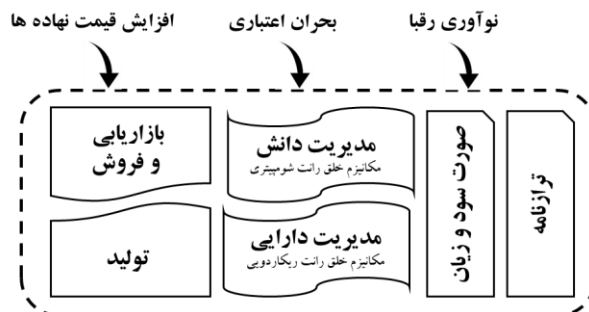 نوآوری رقبا
بحران اعتباری
افزایش قیمت نهاده ها
ترازنامه
صورت سود و زیان
مدیریت دانش
مکانیزم خلق رانت شومپیتری
مدیریت دارایی
مکانیزم خلق رانت ریکاردویی
بازاریابی
و فروش
تولید